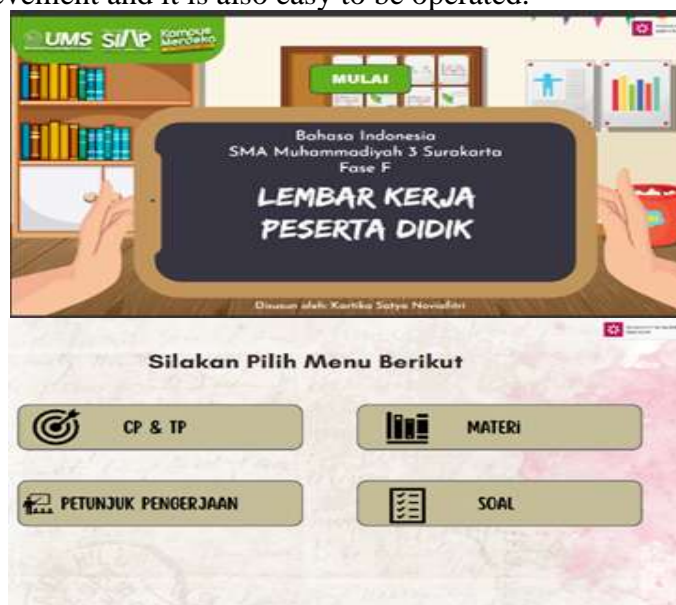 vement and it is also easy to be operated.
UMS
Kampus
Merdeka
MULAI
Bahasa Indonesia
SMA Muhammadiyah 3 Surakarta
Fase F
LEMBAR KERJA
PESERTA DIDIK
Disusun oleh: Kartika Satya Noviafitri
Silakan Pilih Menu Berikut
CP & TP
MATERI
PETUNJUK PENGERJAAN
SOAL